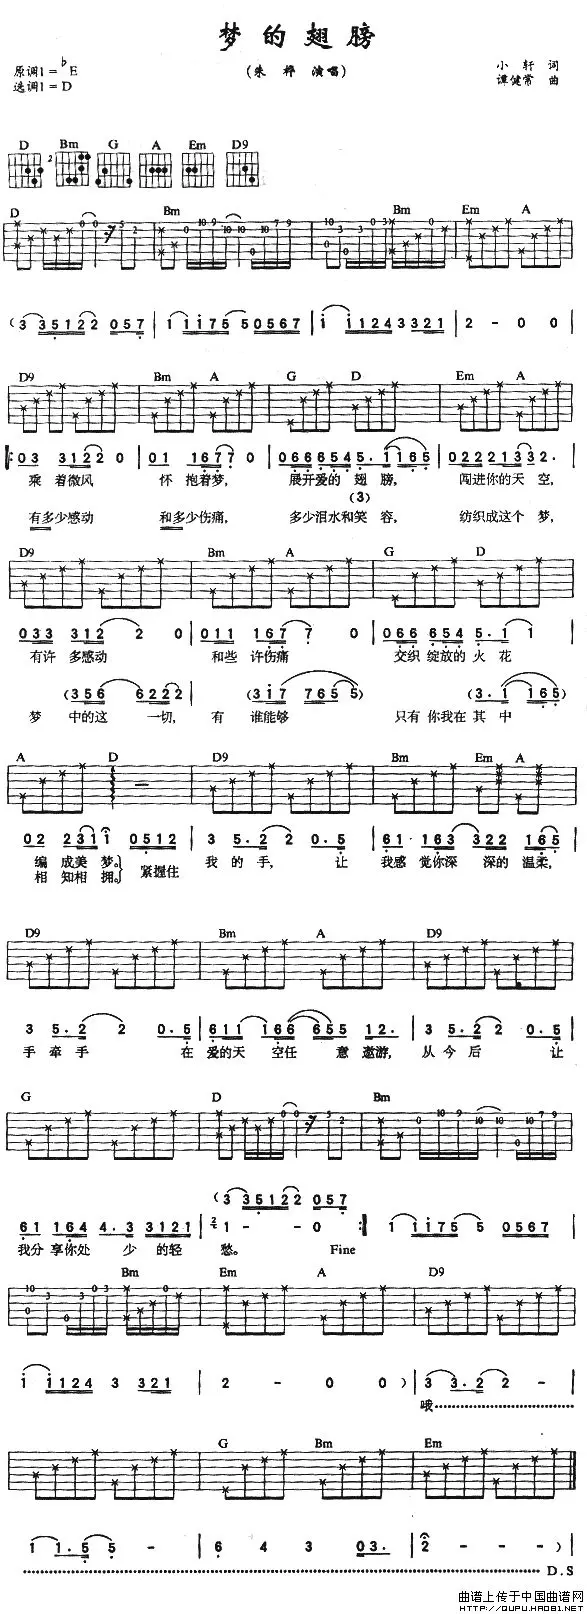 梦的翅膀
原调1=♭E
选调1=D
(朱桦 演唱)
小轩 词
谭健常 曲
D Bm G A Em D9
D Bm Bm Em A
(3 35122 057 | 11175 50567 | 1 11243321 | 2 - 0 0
D9 Bm A G D Em A
03 3122 0 | 01 1677 0 | 0666654 5.1165 | 0222133 2.
乘着微风 怀抱着梦, 展开爱的翅膀, 闯进你的天空,
(3)
有多少感动 和多少伤痛, 多少泪水和笑容, 纺织成这个梦,
D9 Bm A G D
033 312 2 0 | 011 167 7 0 | 066 654 5.1 1
有许多感动 和些许伤痛 交织绽放的火花
(356 6222) (317 7655) (3.1 165)
梦中的这一切, 有谁能够 只有你我在其中
A D D9 Bm Em A
02 2311 0512 | 3 5.2 2 0.5 | 61 163 322 165
编成美梦。 紧握住 我的手, 让 我感觉你深深的温柔,
相知相拥。
D9 Bm A D9
3 5.2 2 0.5 | 611 166 655 12. | 3 5.2 2 0.5
手牵手 在爱的天空任意遨游, 从今后 让
G D Bm
(3 35122 057
61 164 4.3 3121 | 1 - - 0 :| 1 1175 5 0567
我分享你处少的轻愁。 Fine
Bm Em A D9
1 1124 3 321 | 2 - 0 0) | 3 3.2 2 -
哦
G Bm Em
1 1.5 5 - | 6 4 3 03. | 2 - - -)
D.S
曲谱上传于中国曲谱网
HTTP://QUPU.HAO81.NET